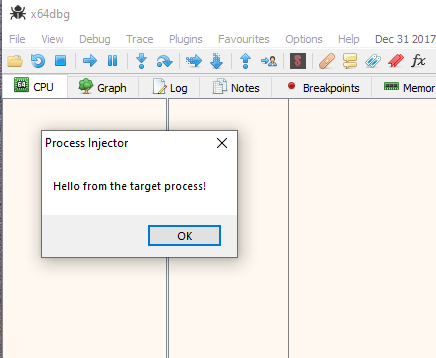 x64dbg
File View Debug Trace Plugins Favourites Options Help Dec 31 2017
64 CPU Graph Log Notes Breakpoints Memor
Process Injector
Hello from the target process!
OK